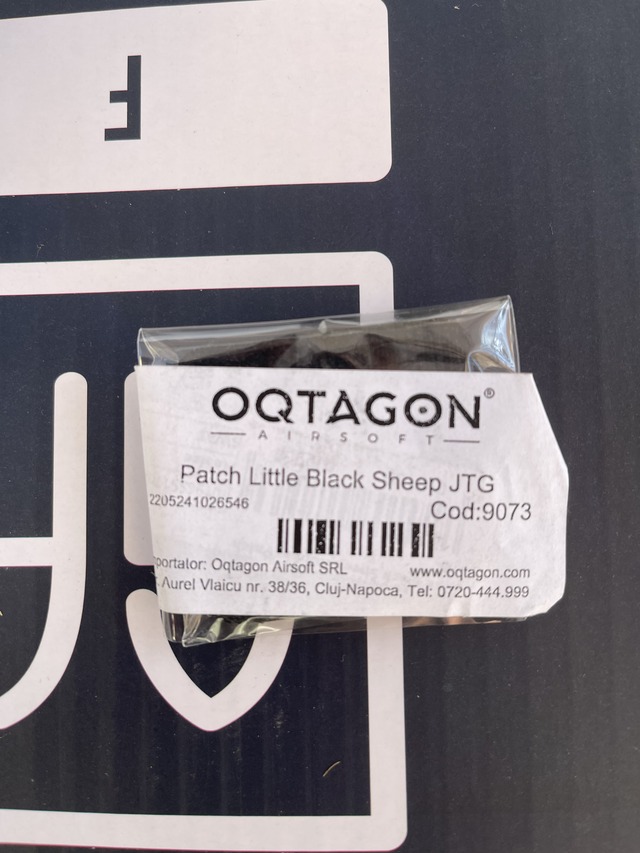 F
OQTAGON®
AIRSOFT
Patch Little Black Sheep JTG
2205241026546
Cod:9073
portator: Oqtagon Airsoft SRL
www.oqtagon.com
Aurel Vlaicu nr. 38/36, Cluj-Napoca, Tel: 0720-444.999